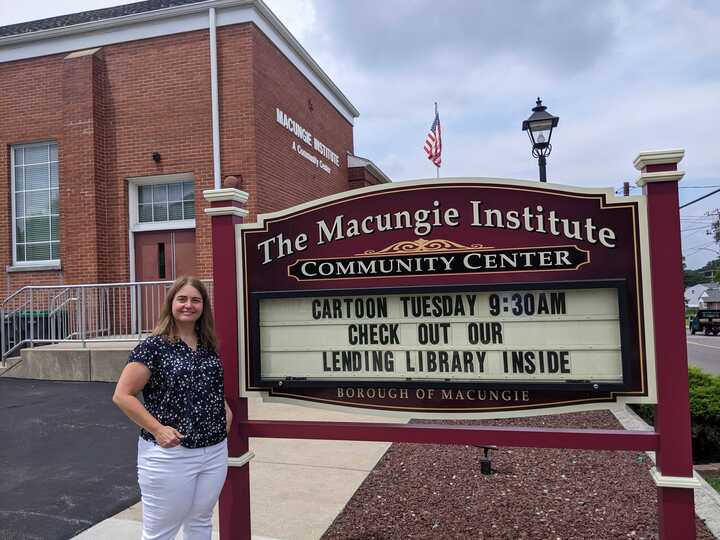 MACUNGIE INSTITUTE
A Community Center
The Macungie Institute
COMMUNITY CENTER
CARTOON TUESDAY 9:30AM
CHECK OUT OUR
LENDING LIBRARY INSIDE
BOROUGH OF MACUNGIE